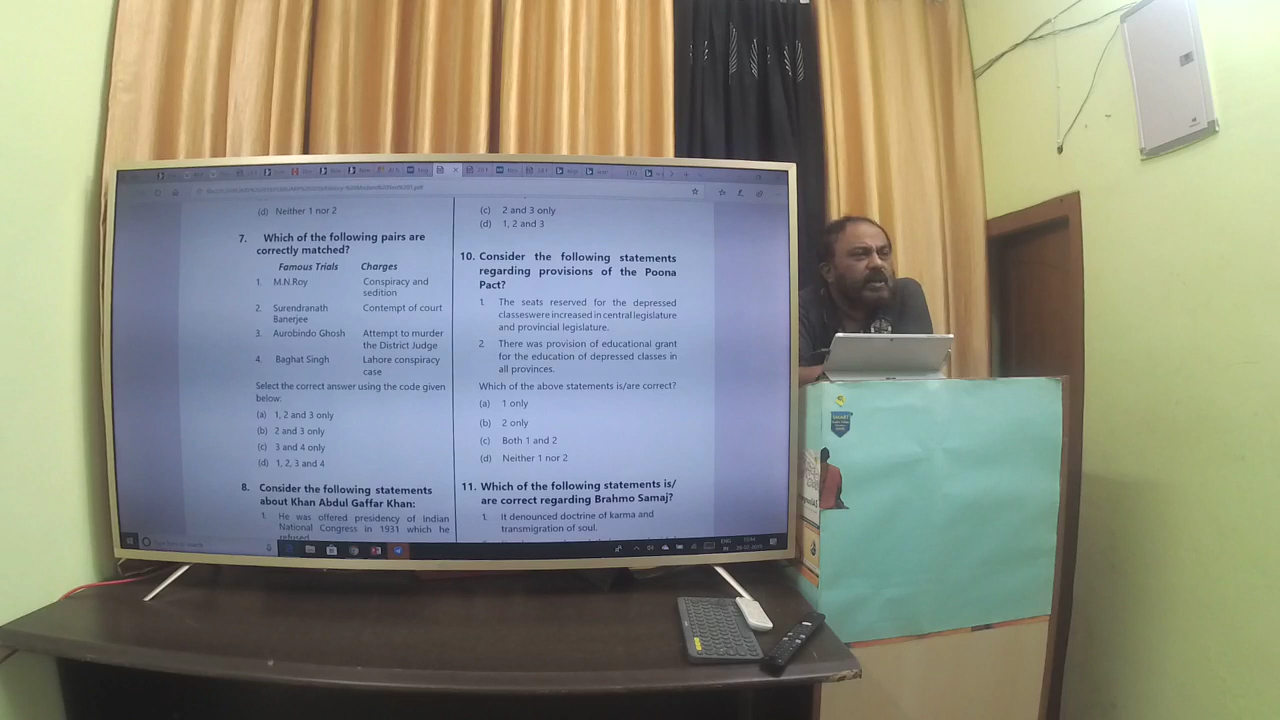 (d) Neither 1 nor 2
7. Which of the following pairs are
correctly matched?
Famous Trials Charges
1. M.N.Roy Conspiracy and
sedition
2. Surendranath Contempt of court
Banerjee
3. Aurobindo Ghosh Attempt to murder
the District Judge
4. Baghat Singh Lahore conspiracy
case
Select the correct answer using the code given
below:
(a) 1, 2 and 3 only
(b) 2 and 3 only
(c) 3 and 4 only
(d) 1, 2, 3 and 4
8. Consider the following statements
about Khan Abdul Gaffar Khan:
1. He was offered presidency of Indian
National Congress in 1931 which he
refused
(c) 2 and 3 only
(d) 1, 2 and 3
10. Consider the following statements
regarding provisions of the Poona
Pact?
1. The seats reserved for the depressed
classeswere increased in central legislature
and provincial legislature.
2. There was provision of educational grant
for the education of depressed classes in
all provinces.
Which of the above statements is/are correct?
(a) 1 only
(b) 2 only
(c) Both 1 and 2
(d) Neither 1 nor 2
11. Which of the following statements is/
are correct regarding Brahmo Samaj?
1. It denounced doctrine of karma and
transmigration of soul.
ENG
SMART